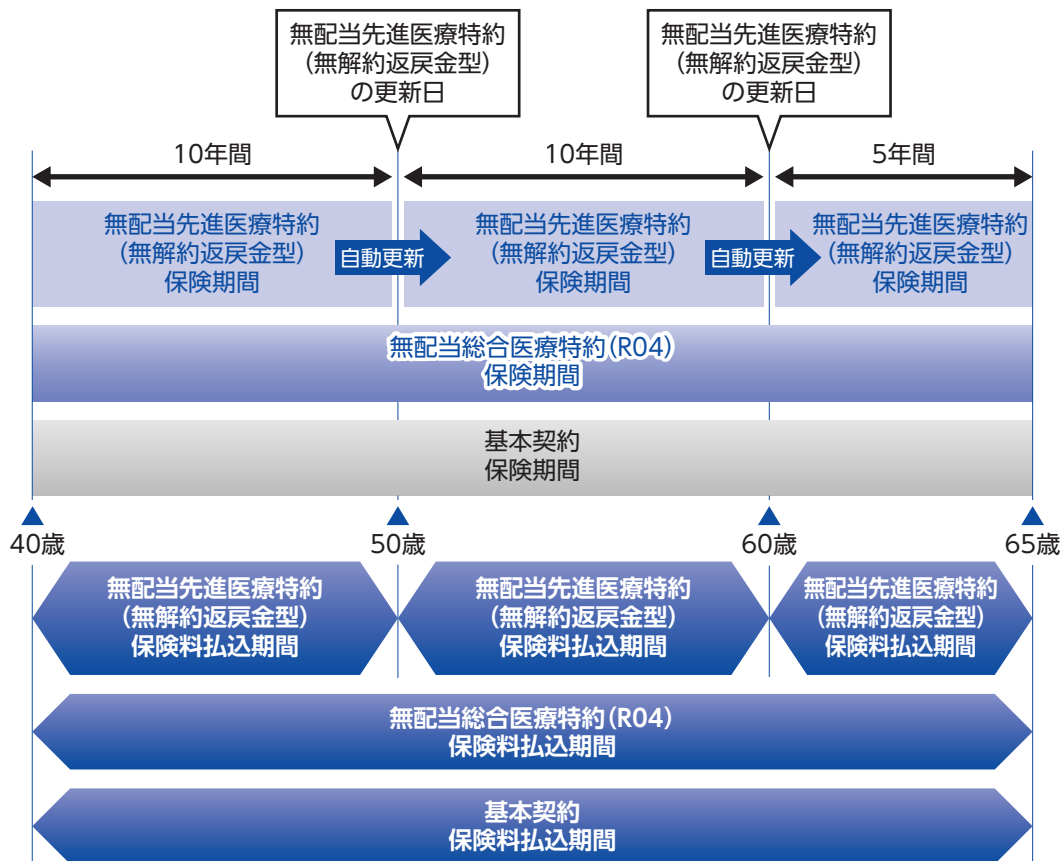 無配当先進医療特約
(無解約返戻金型)
の更新日
無配当先進医療特約
(無解約返戻金型)
の更新日
10年間
10年間
5年間
無配当先進医療特約
(無解約返戻金型)
保険期間
自動更新
無配当先進医療特約
(無解約返戻金型)
保険期間
自動更新
無配当先進医療特約
(無解約返戻金型)
保険期間
無配当総合医療特約(R04)
保険期間
基本契約
保険期間
40歳
50歳
60歳
65歳
無配当先進医療特約
(無解約返戻金型)
保険料払込期間
無配当先進医療特約
(無解約返戻金型)
保険料払込期間
無配当先進医療特約
(無解約返戻金型)
保険料払込期間
無配当総合医療特約(R04)
保険料払込期間
基本契約
保険料払込期間